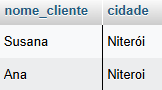 nome_cliente cidade
Susana Niterói
Ana Niteroi